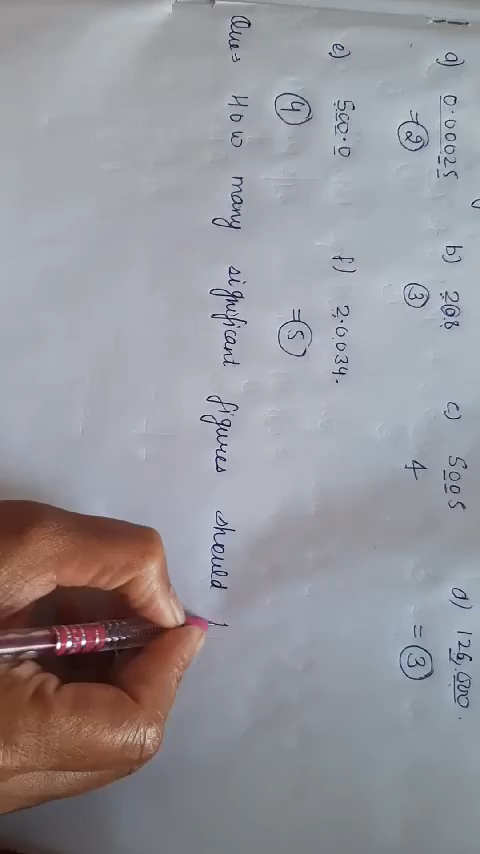 a) 0.00025 b) 208 c) 5005 d) 126,000.
= 2 3 4 = 3
e) 500.0 f) 2.0034.
4 = 5
Ques How many significant figures should